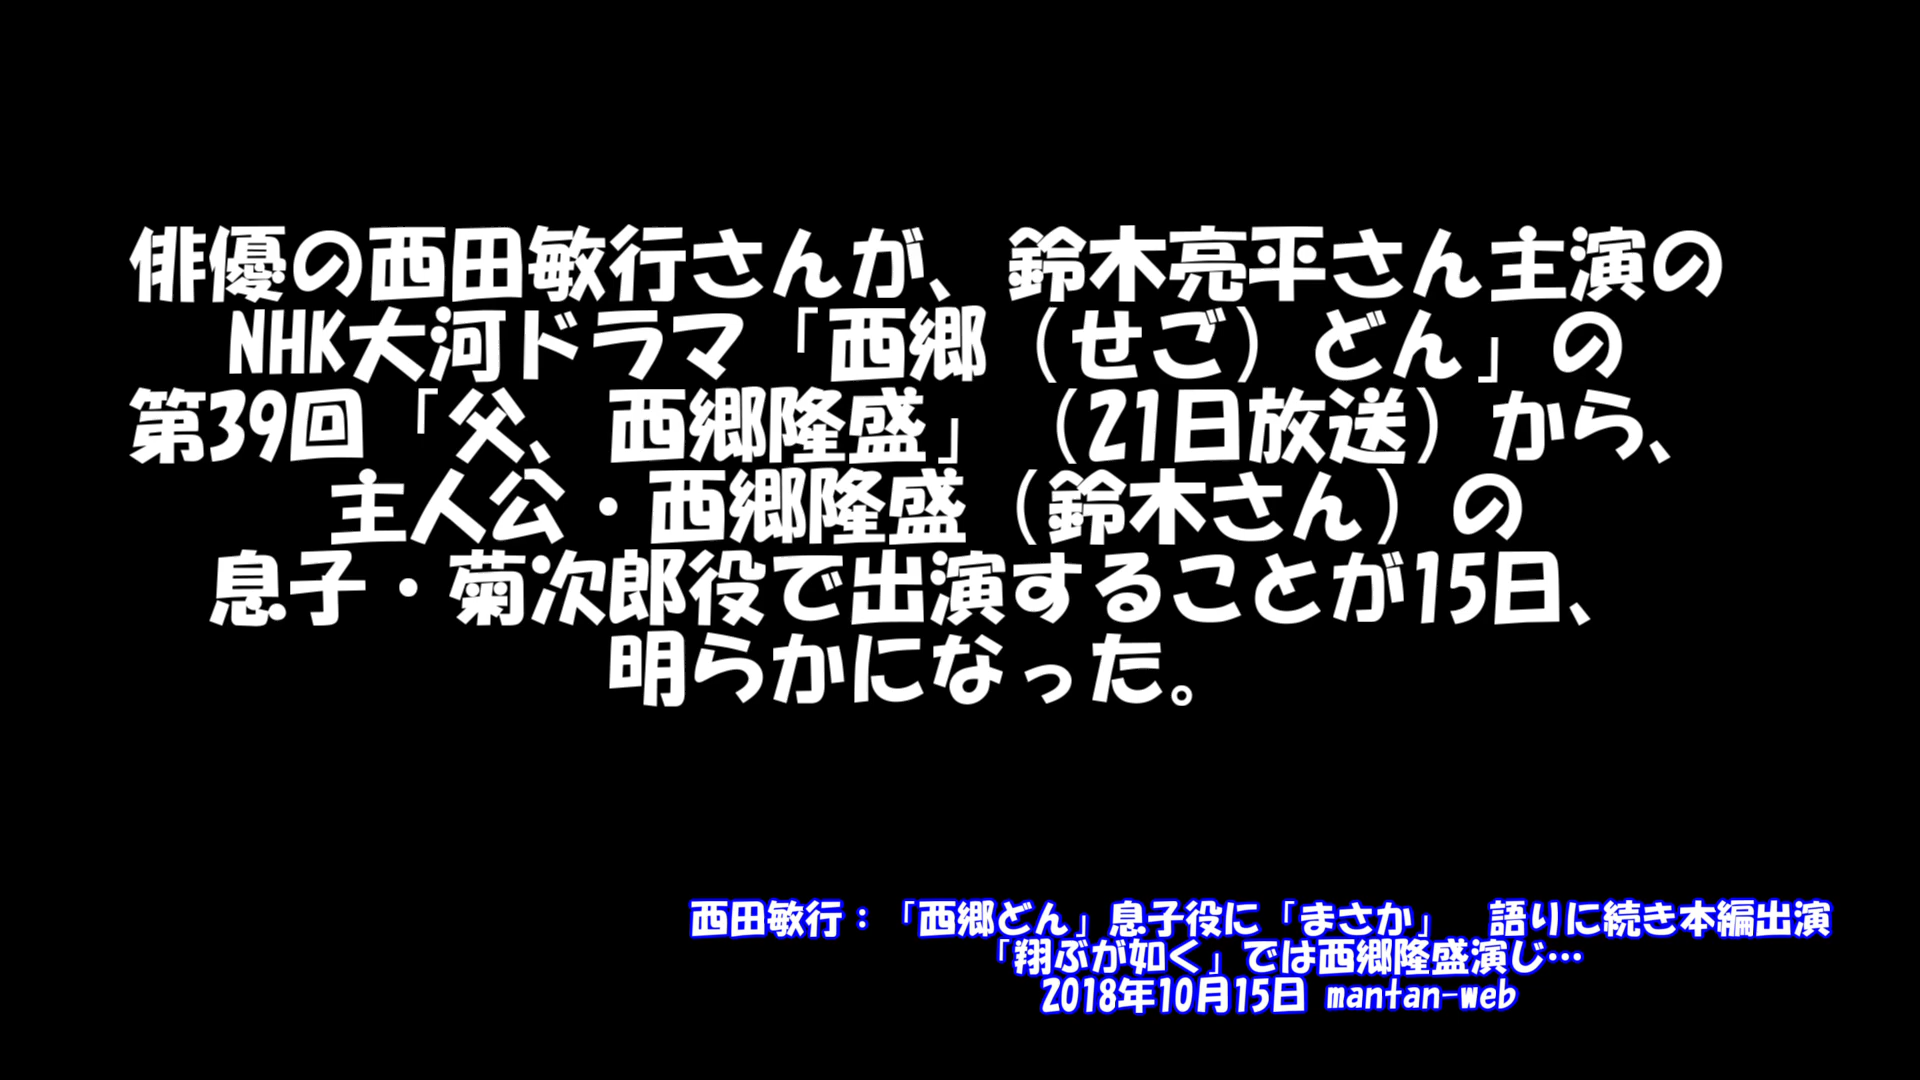 俳優の西田敏行さんが、鈴木亮平さん主演の
NHK大河ドラマ「西郷（せご）どん」の
第39回「父、西郷隆盛」（21日放送）から、
主人公・西郷隆盛（鈴木さん）の
息子・菊次郎役で出演することが15日、
明らかになった。
西田敏行：「西郷どん」息子役に「まさか」　語りに続き本編出演
「翔ぶが如く」では西郷隆盛演じ…
2018年10月15日 mantan-web